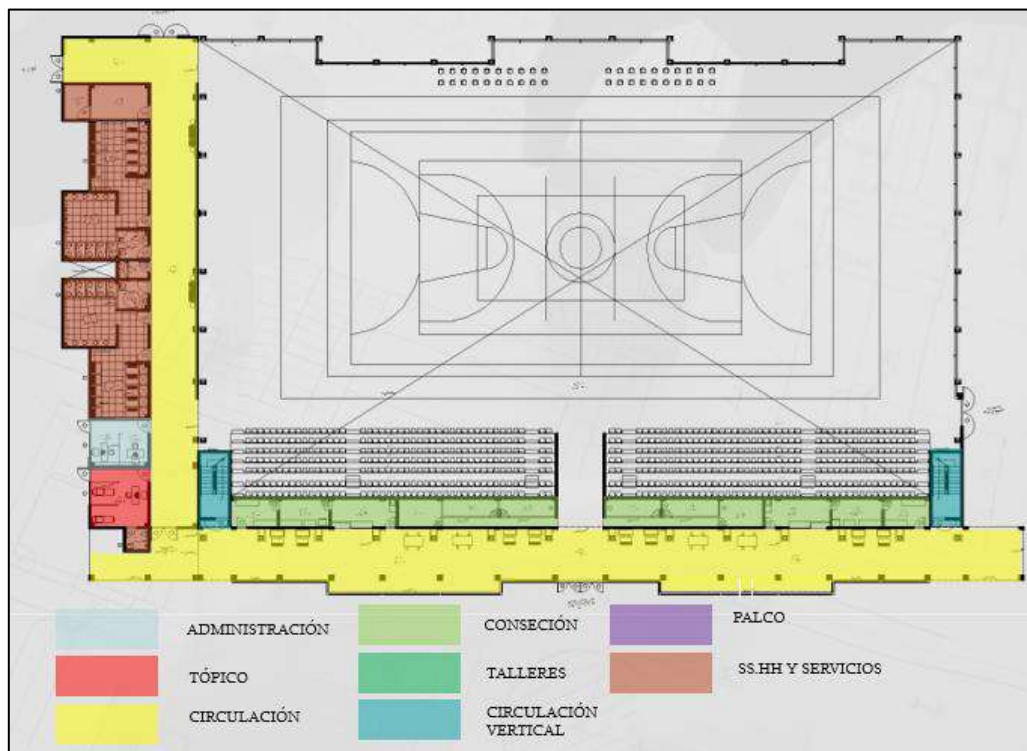 ADMINISTRACIÓN
TÓPICO
CIRCULACIÓN
CONSECIÓN
TALLERES
CIRCULACIÓN
VERTICAL
PALCO
SS.HH Y SERVICIOS